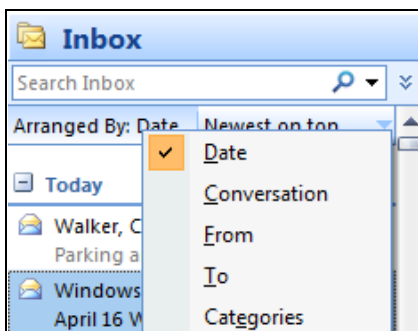 Inbox
Search Inbox
Arranged By: Date Newest on top
Date
Today
Conversation
Walker, C
From
Parking a
To
Windows
April 16 W
Categories